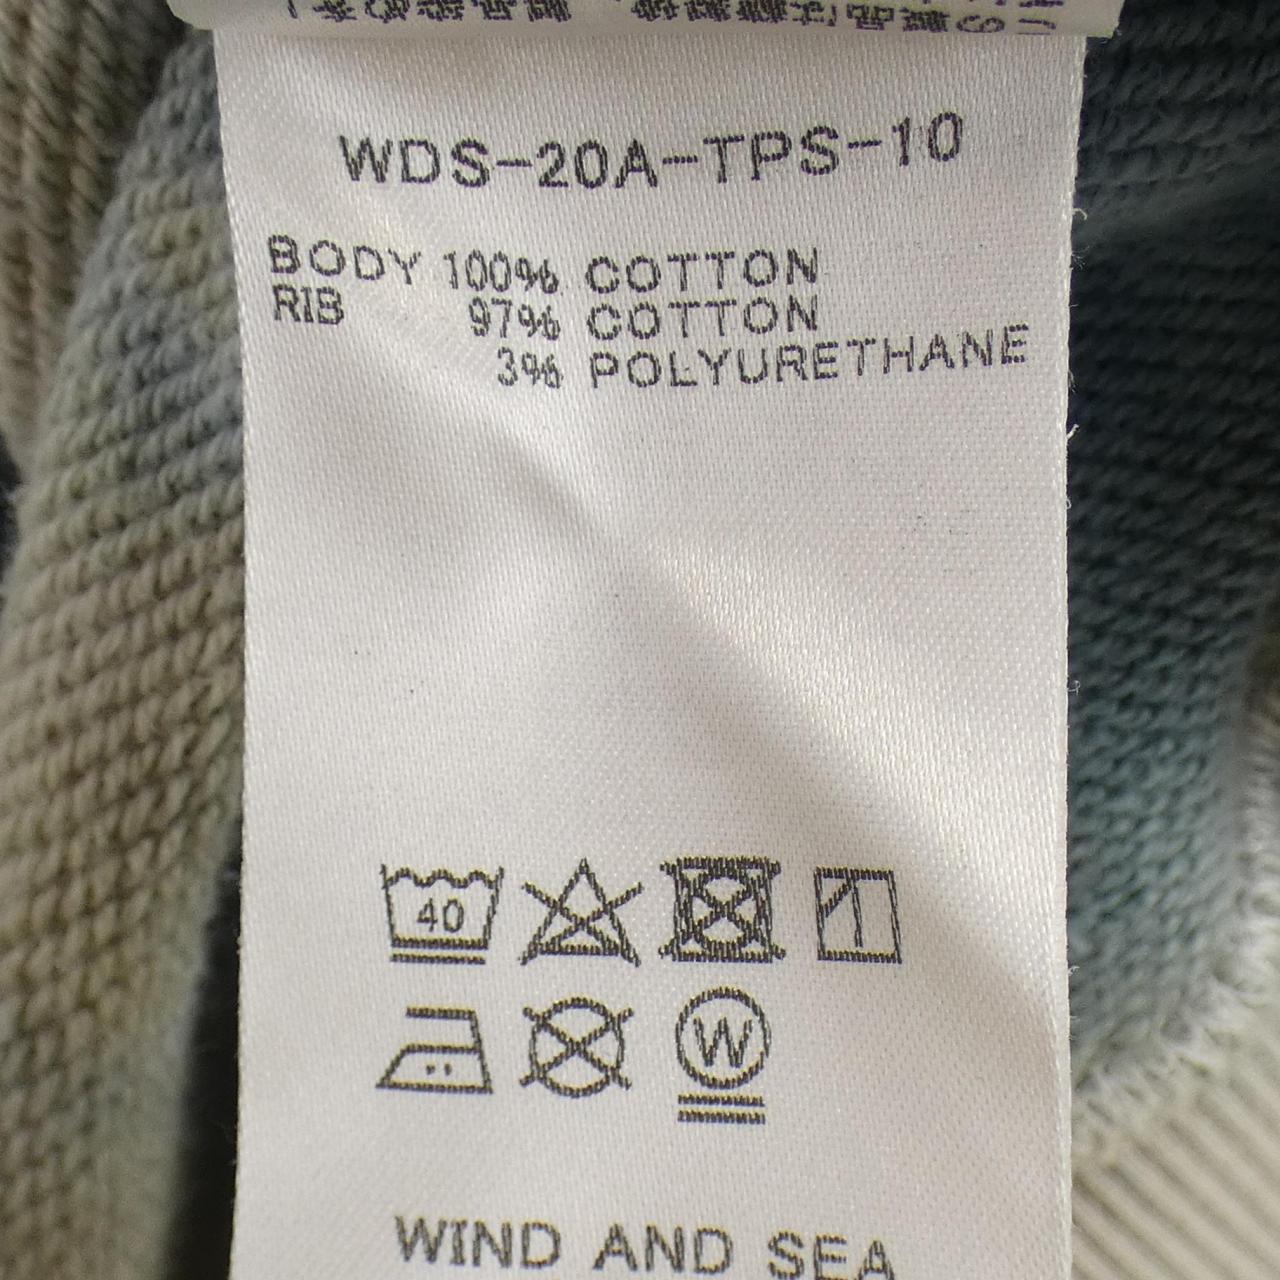 WDS-20A-TPS-10
BODY 100% COTTON
RIB 97% COTTON
3% POLYURETHANE
40
W
WIND AND SEA